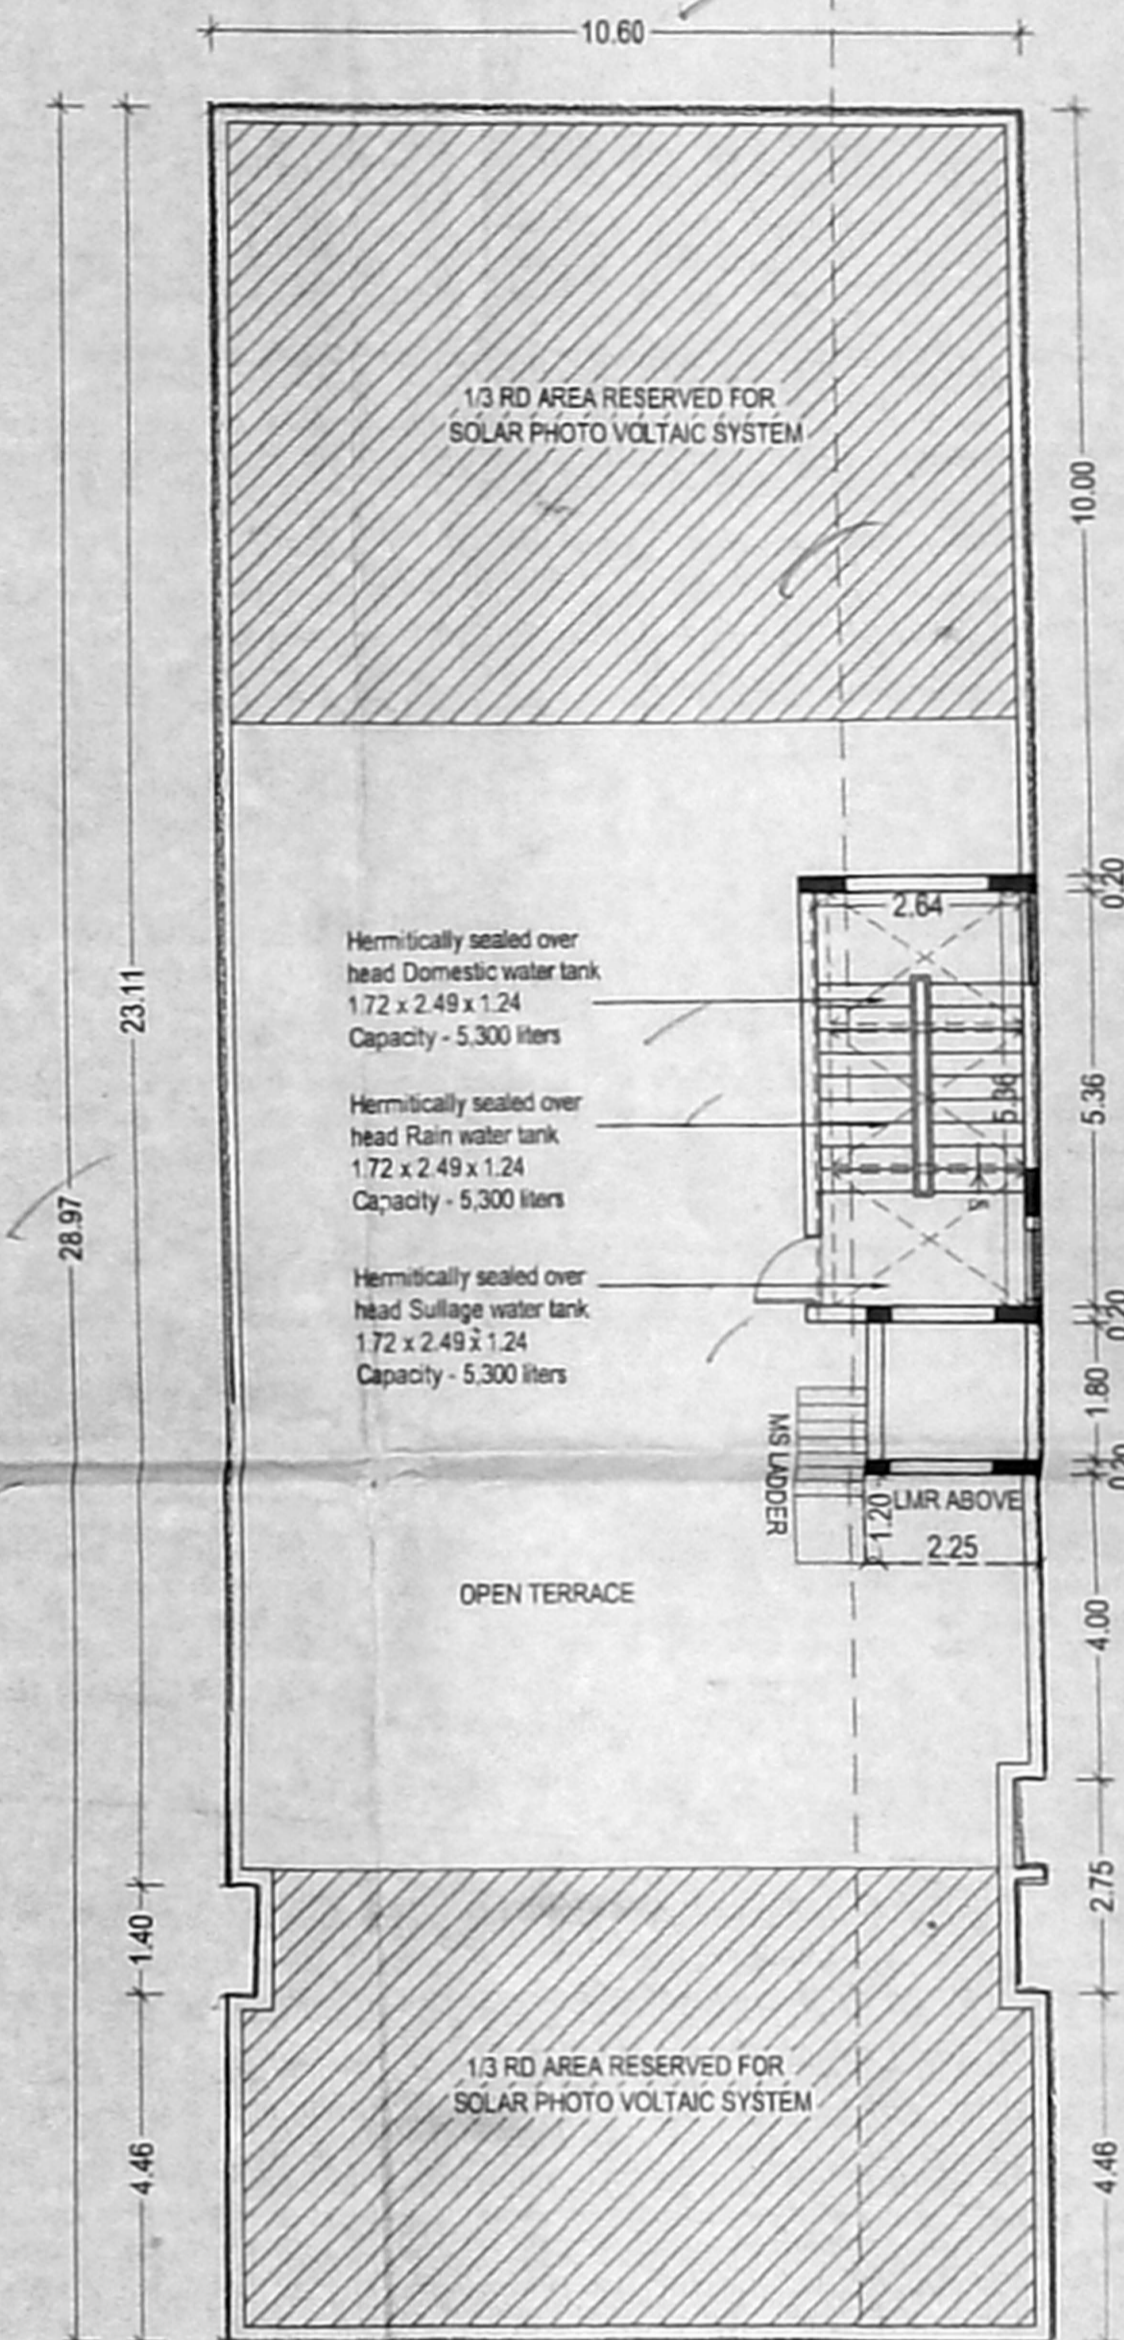 10.60
1/3 RD AREA RESERVED FOR
SOLAR PHOTO VOLTAIC SYSTEM
10.00
0.20
2.64
Hermitically sealed over
head Domestic water tank
1.72 x 2.49 x 1.24
Capacity - 5,300 liters
23.11
5.36
5.36
Hermitically sealed over
head Rain water tank
1.72 x 2.49 x 1.24
Capacity - 5,300 liters
28.97
Hermitically sealed over
head Sullage water tank
1.72 x 2.49 x 1.24
Capacity - 5,300 liters
0.20
1.80
MS LADDER
0.20
LMR ABOVE
1.20
2.25
OPEN TERRACE
4.00
2.75
1.40
1/3 RD AREA RESERVED FOR
SOLAR PHOTO VOLTAIC SYSTEM
4.46
4.46